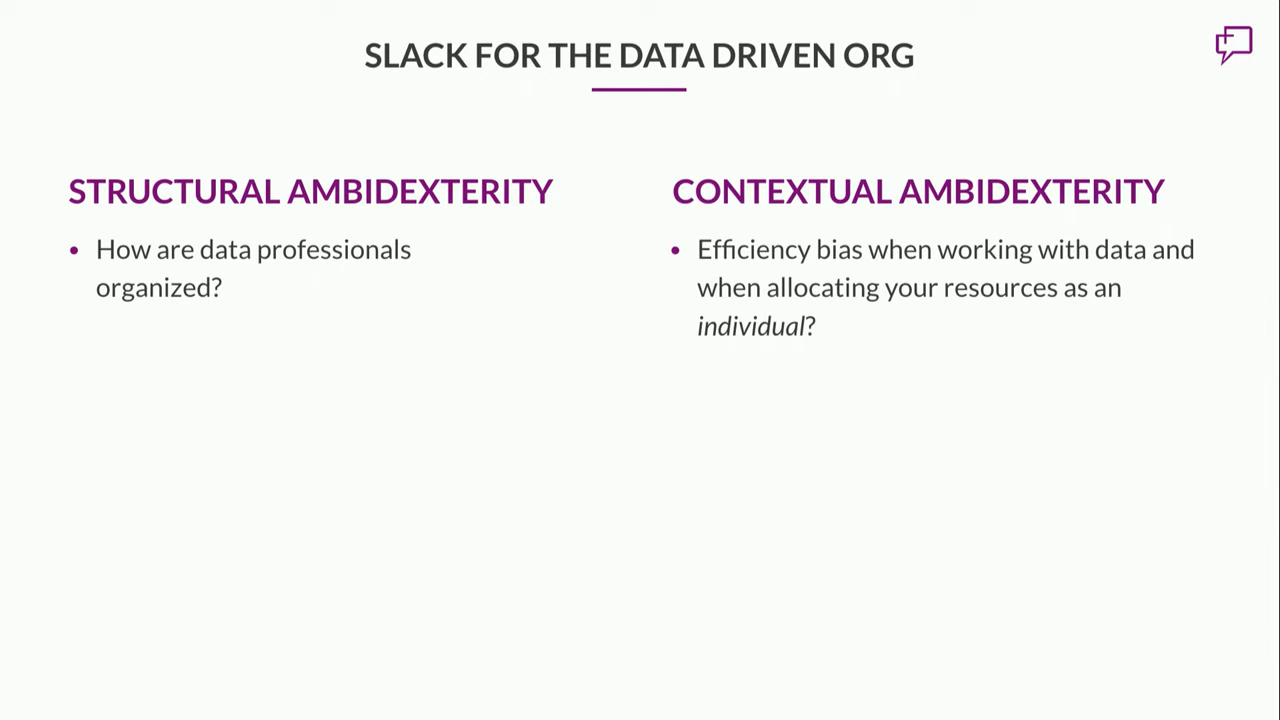 SLACK FOR THE DATA DRIVEN ORG
STRUCTURAL AMBIDEXTERITY
• How are data professionals
organized?
CONTEXTUAL AMBIDEXTERITY
• Efficiency bias when working with data and
when allocating your resources as an
individual?